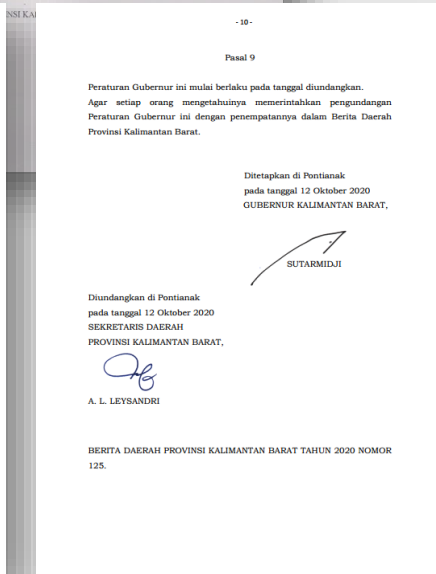 NSI KA
- 10 -
Pasal 9
Peraturan Gubernur ini mulai berlaku pada tanggal diundangkan.
Agar setiap orang mengetahuinya memerintahkan pengundangan
Peraturan Gubernur ini dengan penempatannya dalam Berita Daerah
Provinsi Kalimantan Barat.
Ditetapkan di Pontianak
pada tanggal 12 Oktober 2020
GUBERNUR KALIMANTAN BARAT,
SUTARMIDJI
Diundangkan di Pontianak
pada tanggal 12 Oktober 2020
SEKRETARIS DAERAH
PROVINSI KALIMANTAN BARAT,
A. L. LEYSANDRI
BERITA DAERAH PROVINSI KALIMANTAN BARAT TAHUN 2020 NOMOR
125.